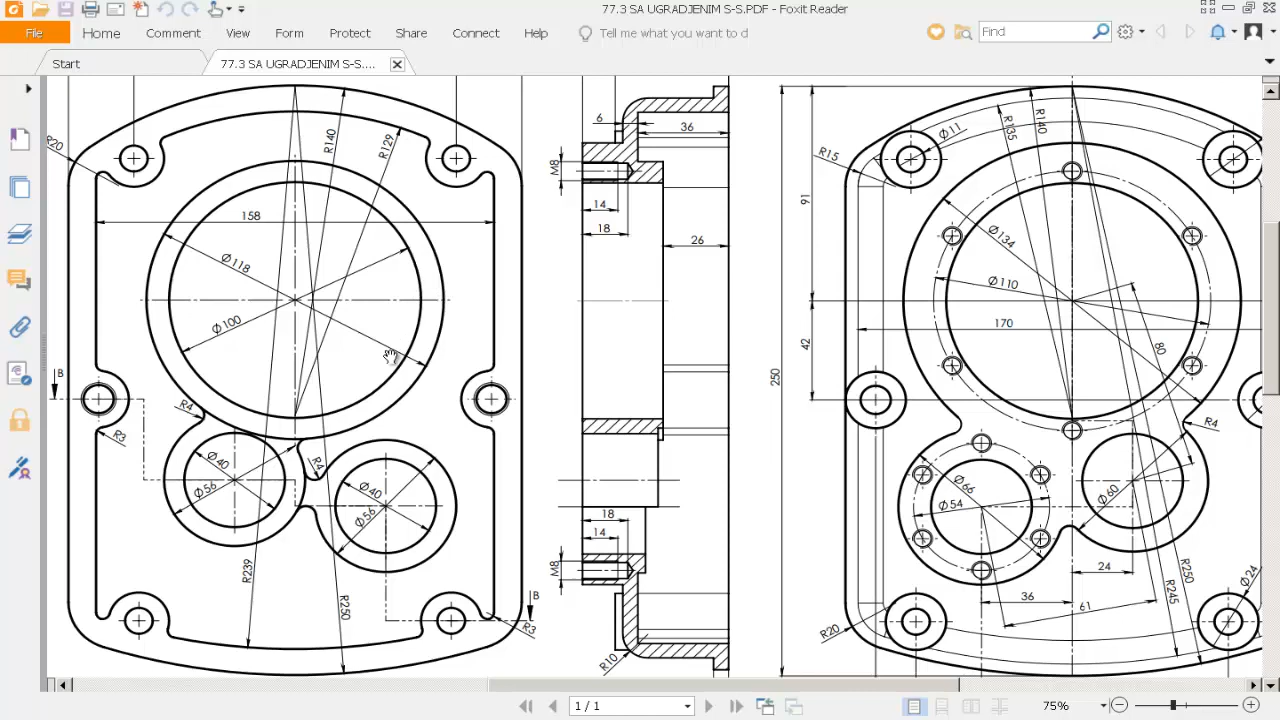 77.3 SA UGRADJENIM S-S.PDF - Foxit Reader
File Home Comment View Form Protect Share Connect Help Tell me what you want to d Find
Start 77.3 SA UGRADJENIM S-S....
R20
R140
R129
158
Ø118
Ø100
B
R4
R3
R4
Ø40
Ø56
Ø40
Ø56
R239
R250
B
R3
6
36
M8
14
18
26
18
14
M8
R10
R15
Ø11
R135
R140
91
Ø134
Ø110
170
80
42
250
R4
Ø66
Ø54
Ø60
24
36
61
R250
R245
Ø24
R20
1 / 1
75%